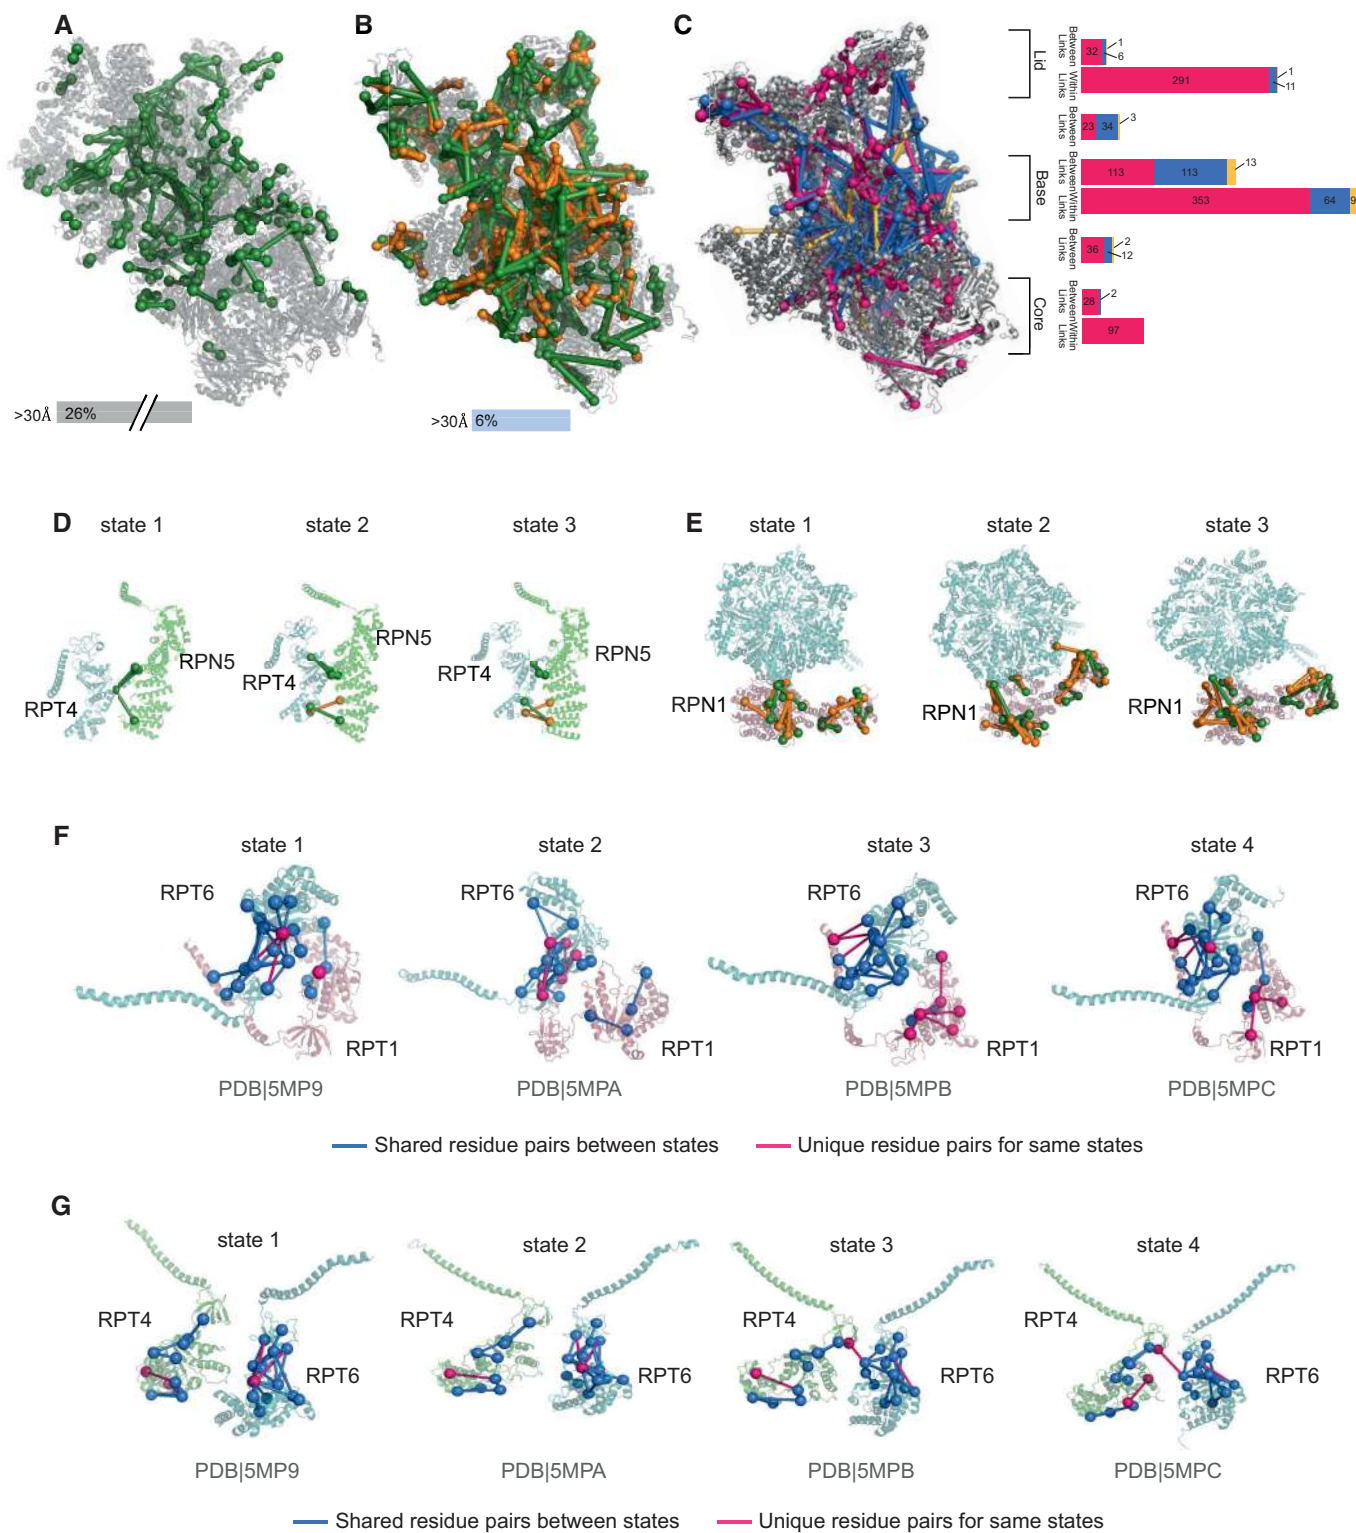 A
>30Å 26%
B
>30Å 6%
C
Lid
Between Links
32
1
6
Within Links
291
1
11
Between Links
23
34
3
Base
Between Links
113
113
13
Within Links
353
64
9
Between Links
36
2
12
Core
Between Links
28
2
Within Links
97
D
state 1
state 2
state 3
RPN5
RPT4
RPN5
RPT4
RPN5
RPT4
E
state 1
state 2
state 3
RPN1
RPN1
RPN1
F
state 1
state 2
state 3
state 4
RPT6
RPT6
RPT6
RPT6
RPT1
RPT1
RPT1
RPT1
PDB|5MP9
PDB|5MPA
PDB|5MPB
PDB|5MPC
Shared residue pairs between states
Unique residue pairs for same states
G
state 1
state 2
state 3
state 4
RPT4
RPT4
RPT4
RPT4
RPT6
RPT6
RPT6
RPT6
PDB|5MP9
PDB|5MPA
PDB|5MPB
PDB|5MPC
Shared residue pairs between states
Unique residue pairs for same states